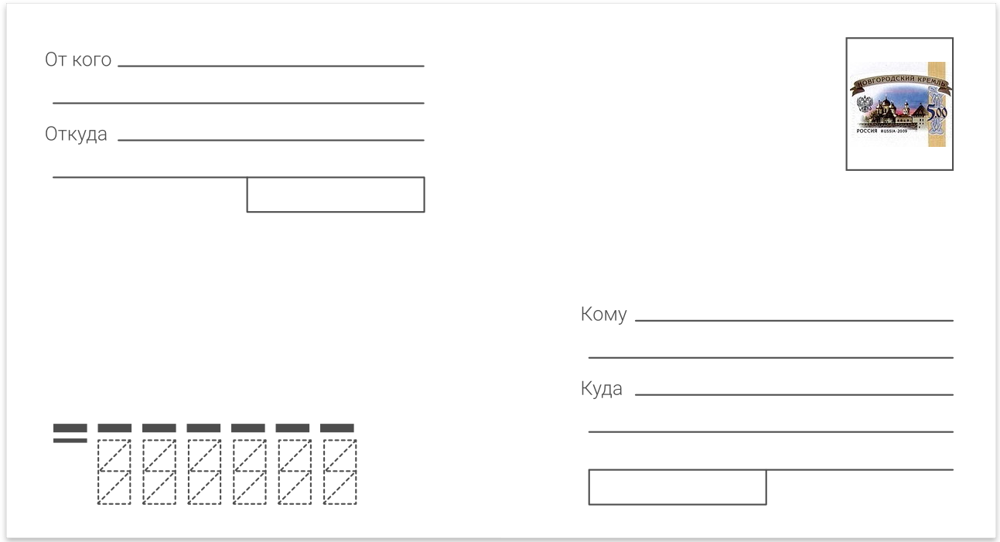 От кого
Откуда
НОВГОРОДСКИЙ КРЕМЛЬ
5.00
РОССИЯ RUSSIA·2009
Кому
Куда